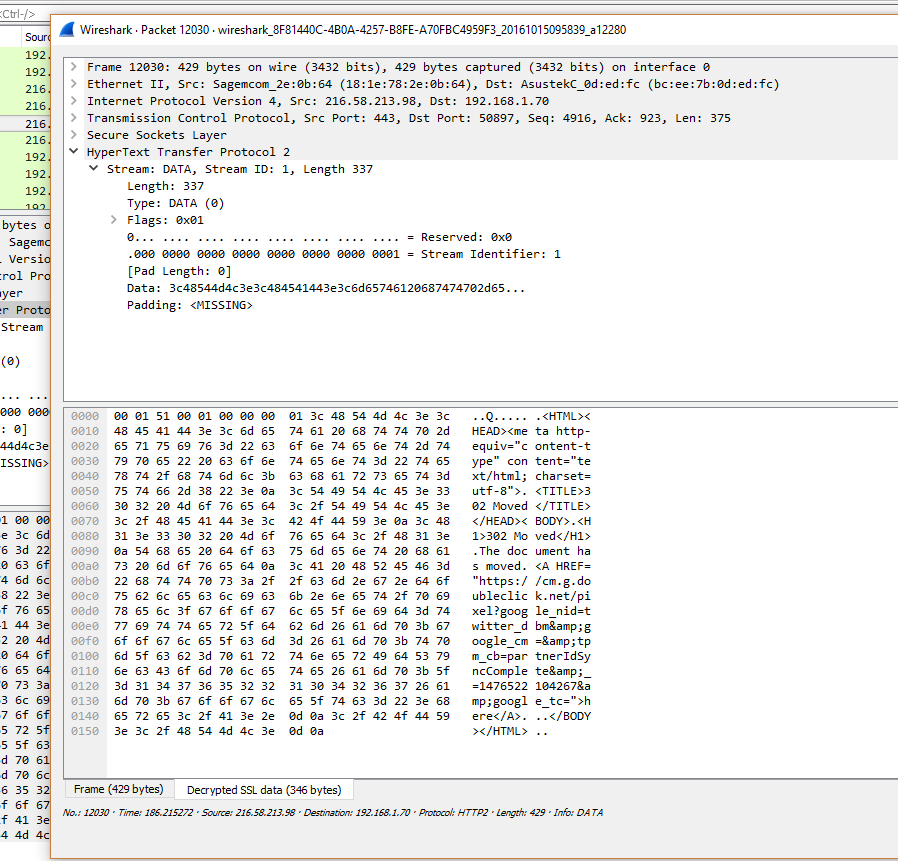 <Ctrl-/>
Sourc
192.
192.
216.
216.
216.
216.
192.
192.
192.
192.
bytes o
Sagemc
Versio
rol Pro
yer
r Proto
Stream
(0)
... ...
000 000
: 0]
44d4c3e
ISSING>
Wireshark · Packet 12030 · wireshark_8F81440C-4B0A-4257-B8FE-A70FBC4959F3_20161015095839_a12280
Frame 12030: 429 bytes on wire (3432 bits), 429 bytes captured (3432 bits) on interface 0
Ethernet II, Src: Sagemcom_2e:0b:64 (18:1e:78:2e:0b:64), Dst: AsustekC_0d:ed:fc (bc:ee:7b:0d:ed:fc)
Internet Protocol Version 4, Src: 216.58.213.98, Dst: 192.168.1.70
Transmission Control Protocol, Src Port: 443, Dst Port: 50897, Seq: 4916, Ack: 923, Len: 375
Secure Sockets Layer
HyperText Transfer Protocol 2
Stream: DATA, Stream ID: 1, Length 337
Length: 337
Type: DATA (0)
Flags: 0x01
0... .... .... .... .... .... .... .... = Reserved: 0x0
.000 0000 0000 0000 0000 0000 0000 0001 = Stream Identifier: 1
[Pad Length: 0]
Data: 3c48544d4c3e3c484541443e3c6d65746120687474702d65...
Padding: <MISSING>
0000 00 01 51 00 01 00 00 00 01 3c 48 54 4d 4c 3e 3c ..Q..... .<HTML><
0010 48 45 41 44 3e 3c 6d 65 74 61 20 68 74 74 70 2d HEAD><me ta http-
0020 65 71 75 69 76 3d 22 63 6f 6e 74 65 6e 74 2d 74 equiv="c ontent-t
0030 79 70 65 22 20 63 6f 6e 74 65 6e 74 3d 22 74 65 ype" con tent="te
0040 78 74 2f 68 74 6d 6c 3b 63 68 61 72 73 65 74 3d xt/html; charset=
0050 75 74 66 2d 38 22 3e 0a 3c 54 49 54 4c 45 3e 33 utf-8">. <TITLE>3
0060 30 32 20 4d 6f 76 65 64 3c 2f 54 49 54 4c 45 3e 02 Moved </TITLE>
0070 3c 2f 48 45 41 44 3e 3c 42 4f 44 59 3e 0a 3c 48 </HEAD>< BODY>.<H
0080 31 3e 33 30 32 20 4d 6f 76 65 64 3c 2f 48 31 3e 1>302 Mo ved</H1>
0090 0a 54 68 65 20 64 6f 63 75 6d 65 6e 74 20 68 61 .The doc ument ha
00a0 73 20 6d 6f 76 65 64 0a 3c 41 20 48 52 45 46 3d s moved. <A HREF=
00b0 22 68 74 74 70 73 3a 2f 2f 63 6d 2e 67 2e 64 6f "https:/ /cm.g.do
00c0 75 62 6c 65 63 6c 69 63 6b 2e 6e 65 74 2f 70 69 ubleclic k.net/pi
00d0 78 65 6c 3f 67 6f 6f 67 6c 65 5f 6e 69 64 3d 74 xel?goog le_nid=t
00e0 77 69 74 74 65 72 5f 64 62 6d 26 61 6d 70 3b 67 witter_d bm&amp;g
00f0 6f 6f 67 6c 65 5f 63 6d 3d 26 61 6d 70 3b 74 70 oogle_cm =&amp;tp
0100 6d 5f 63 62 3d 70 61 72 74 6e 65 72 49 64 53 79 m_cb=par tnerIdSy
0110 6e 63 43 6f 6d 70 6c 65 74 65 26 61 6d 70 3b 5f ncComple te&amp;_
0120 3d 31 34 37 36 35 32 32 31 30 34 32 36 37 26 61 =1476522 104267&a
0130 6d 70 3b 67 6f 6f 67 6c 65 5f 74 63 3d 22 3e 68 mp;googl e_tc=">h
0140 65 72 65 3c 2f 41 3e 2e 0d 0a 3c 2f 42 4f 44 59 ere</A>. ..</BODY
0150 3e 3c 2f 48 54 4d 4c 3e 0d 0a ></HTML> ..
Frame (429 bytes) Decrypted SSL data (346 bytes)
No.: 12030 · Time: 186.215272 · Source: 216.58.213.98 · Destination: 192.168.1.70 · Protocol: HTTP2 · Length: 429 · Info: DATA